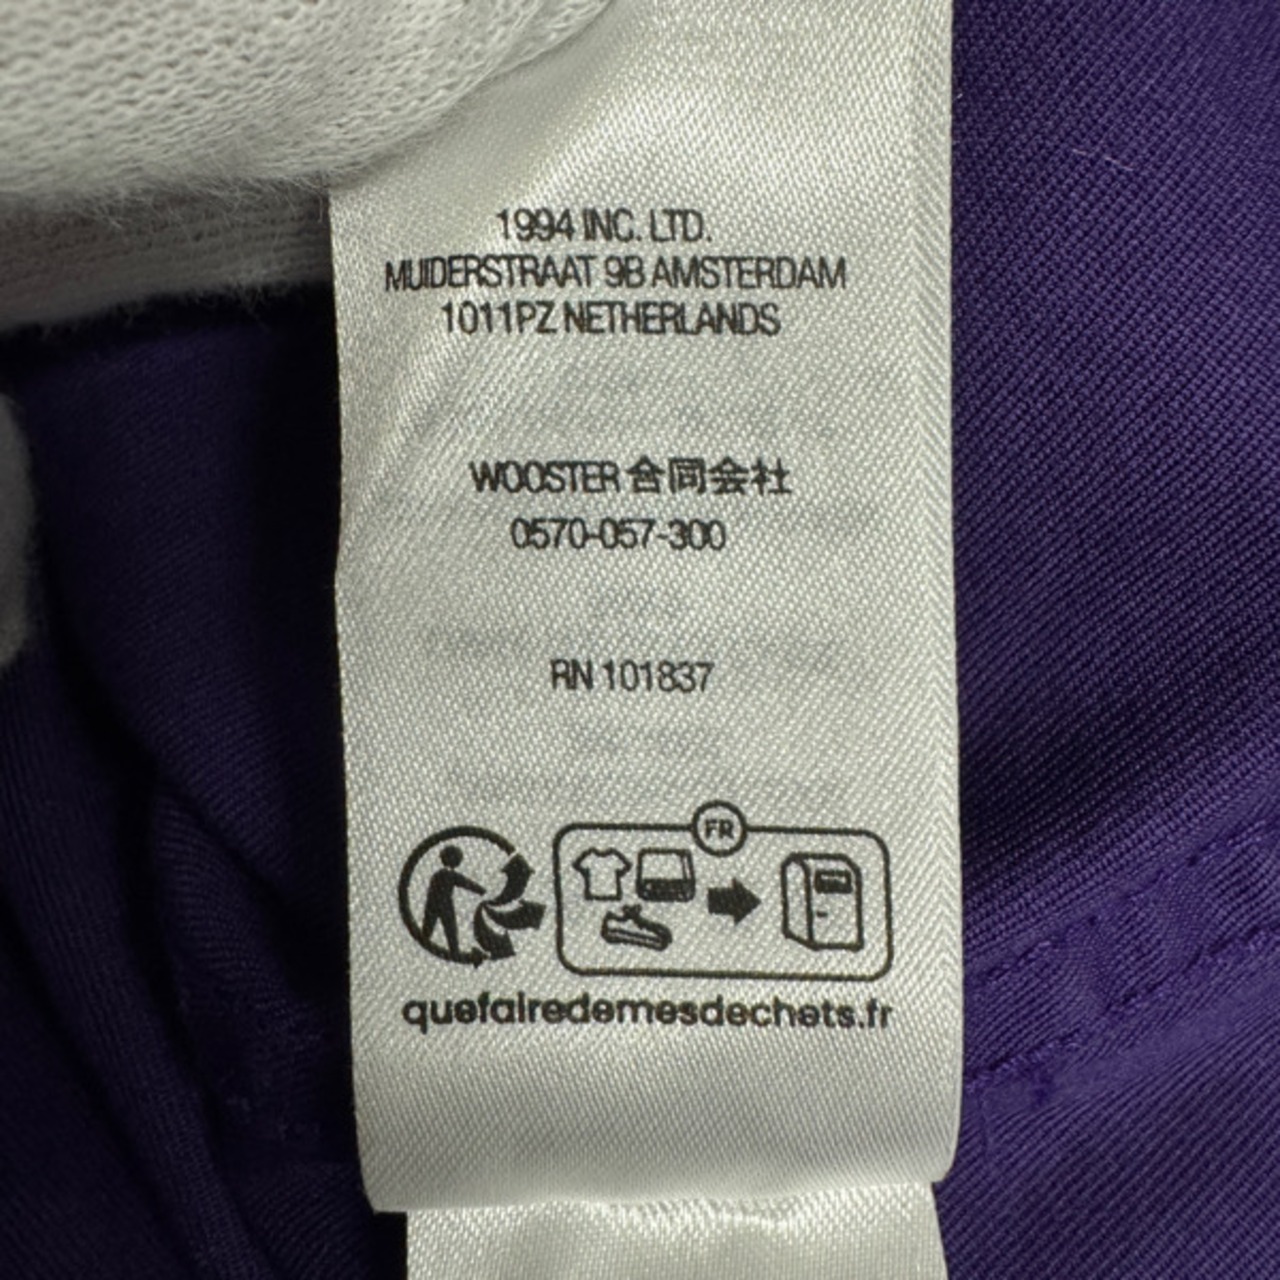 1994 INC. LTD.
MUIDERSTRAAT 9B AMSTERDAM
1011PZ NETHERLANDS
WOOSTER 合同会社
0570-057-300
RN 101837
FR
quefairedemesdechets.fr